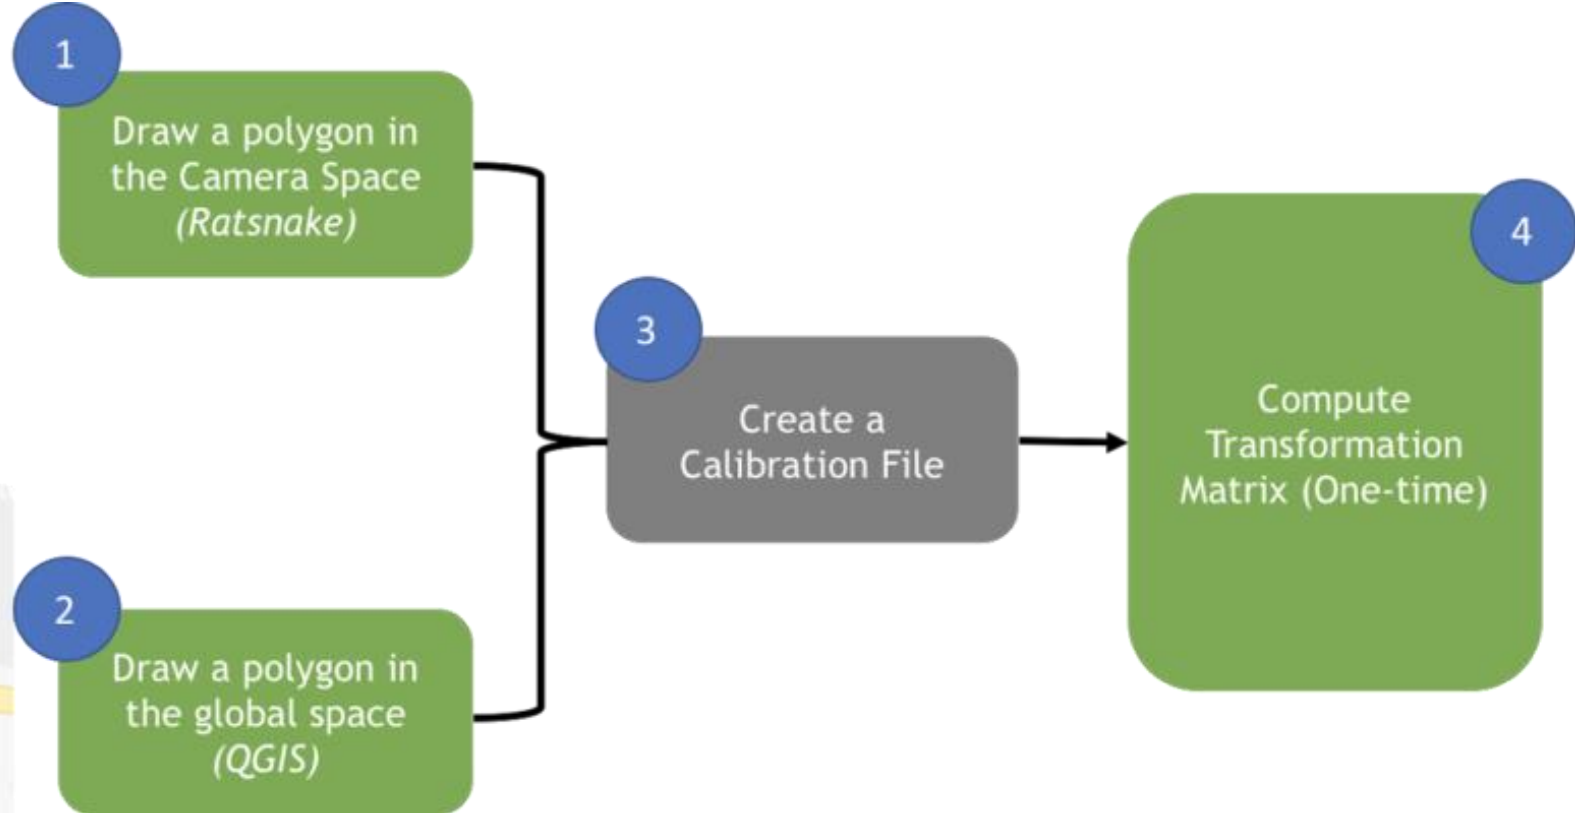 1
Draw a polygon in
the Camera Space
(Ratsnake)
2
Draw a polygon in
the global space
(QGIS)
3
Create a
Calibration File
4
Compute
Transformation
Matrix (One-time)